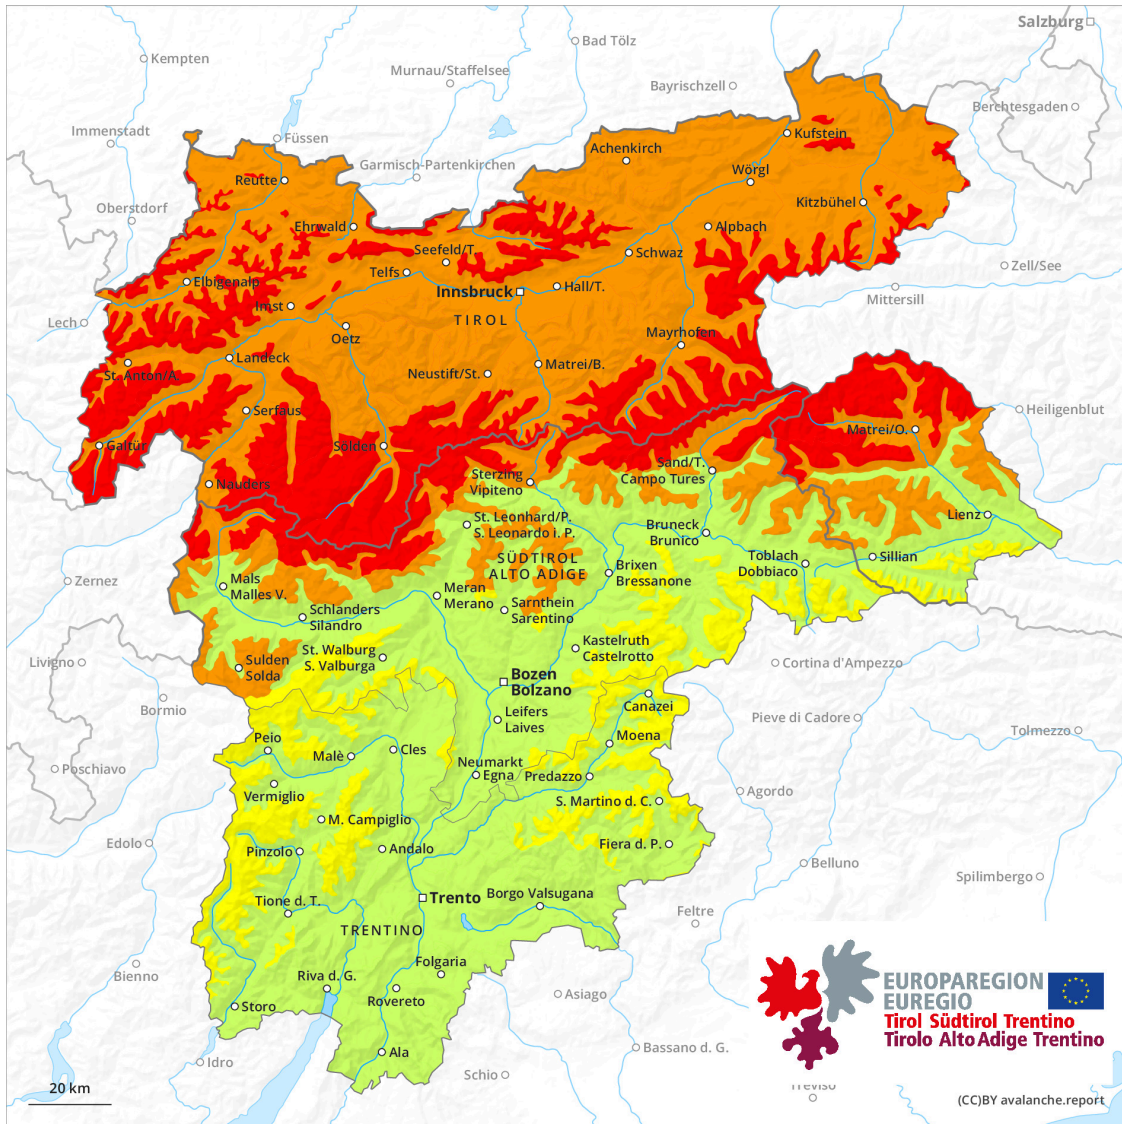 Salzburg
Bad Tölz
Kempten
Murnau/Staffelsee
Bayrischzell
Berchtesgaden
Immenstadt
Füssen
Kufstein
Garmisch-Partenkirchen
Achenkirch
Wörgl
Reutte
Oberstdorf
Kitzbühel
Ehrwald
Alpbach
Seefeld/T.
Schwaz
Telfs
Zell/See
Elbigenalp
Innsbruck
Hall/T.
Mittersill
Imst
TIROL
Lech
Oetz
Mayrhofen
Landeck
Matrei/B.
St. Anton/A.
Neustift/St.
Serfaus
Heiligenblut
Matrei/O.
Galtür
Sölden
Sand/T.
Campo Tures
Sterzing
Vipiteno
Nauders
Lienz
St. Leonhard/P.
S. Leonardo i. P.
Bruneck
Brunico
SÜDTIROL
ALTO ADIGE
Toblach
Dobbiaco
Sillian
Brixen
Bressanone
Zernez
Mals
Malles V.
Meran
Merano
Sarnthein
Sarentino
Schlanders
Silandro
Kastelruth
Castelrotto
St. Walburg
S. Valburga
Livigno
Sulden
Solda
Cortina d'Ampezzo
Bozen
Bolzano
Canazei
Bormio
Leifers
Laives
Pieve di Cadore
Tolmezzo
Peio
Moena
Cles
Malè
Neumarkt
Egna
Predazzo
Poschiavo
Vermiglio
Agordo
S. Martino d. C.
M. Campiglio
Edolo
Pinzolo
Andalo
Fiera d. P.
Belluno
Spilimbergo
Trento
Borgo Valsugana
Tione d. T.
Feltre
TRENTINO
Folgaria
Bienno
Riva d. G.
Rovereto
Asiago
Storo
EUROPAREGION
EUREGIO
Tirol Südtirol Trentino
Tirolo Alto Adige Trentino
Ala
Idro
Bassano d. G.
Schio
Treviso
20 km
(CC)BY avalanche.report